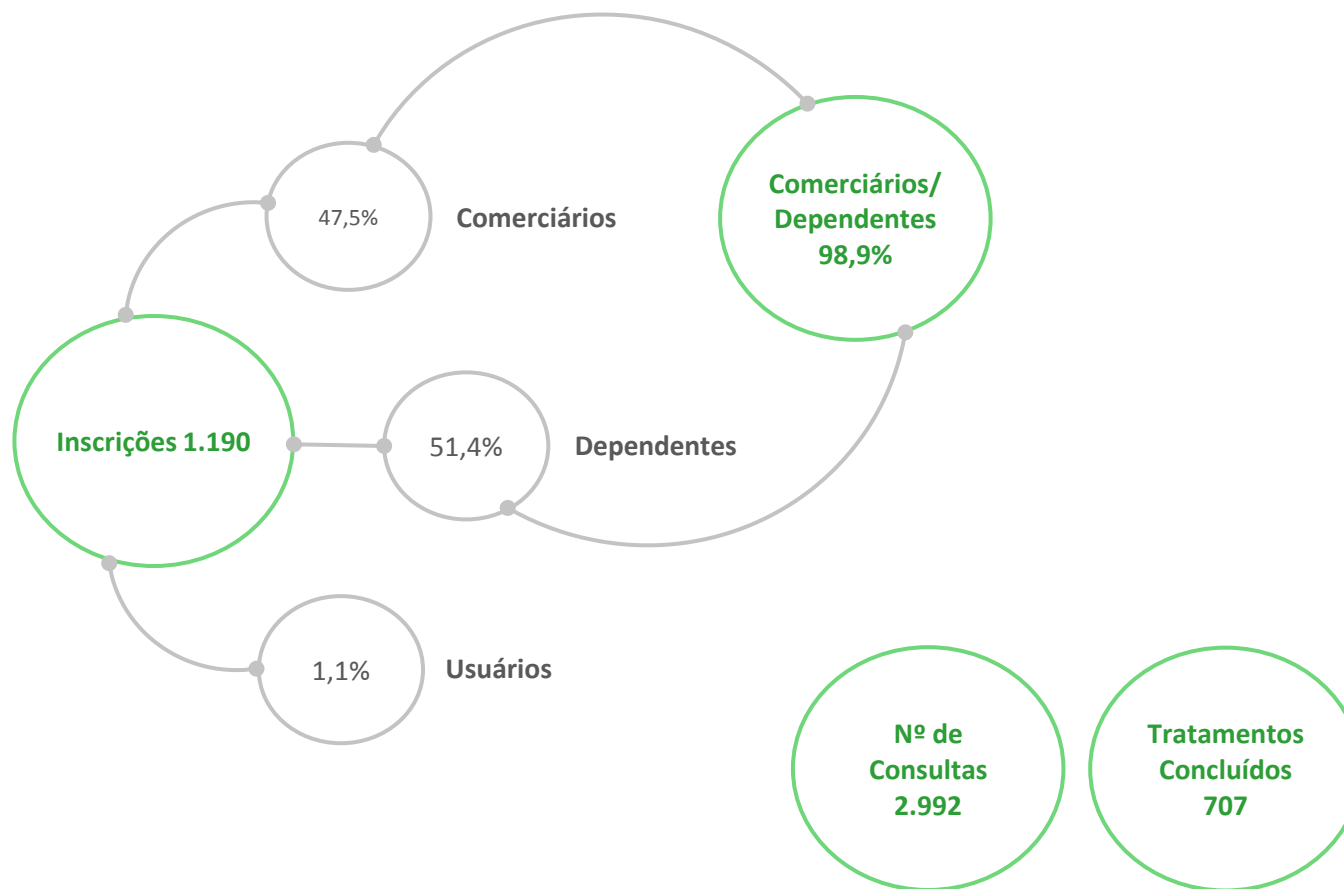 47,5%
Comerciários
Comerciários/
Dependentes
98,9%
Inscrições 1.190
51,4%
Dependentes
1,1%
Usuários
Nº de
Consultas
2.992
Tratamentos
Concluídos
707